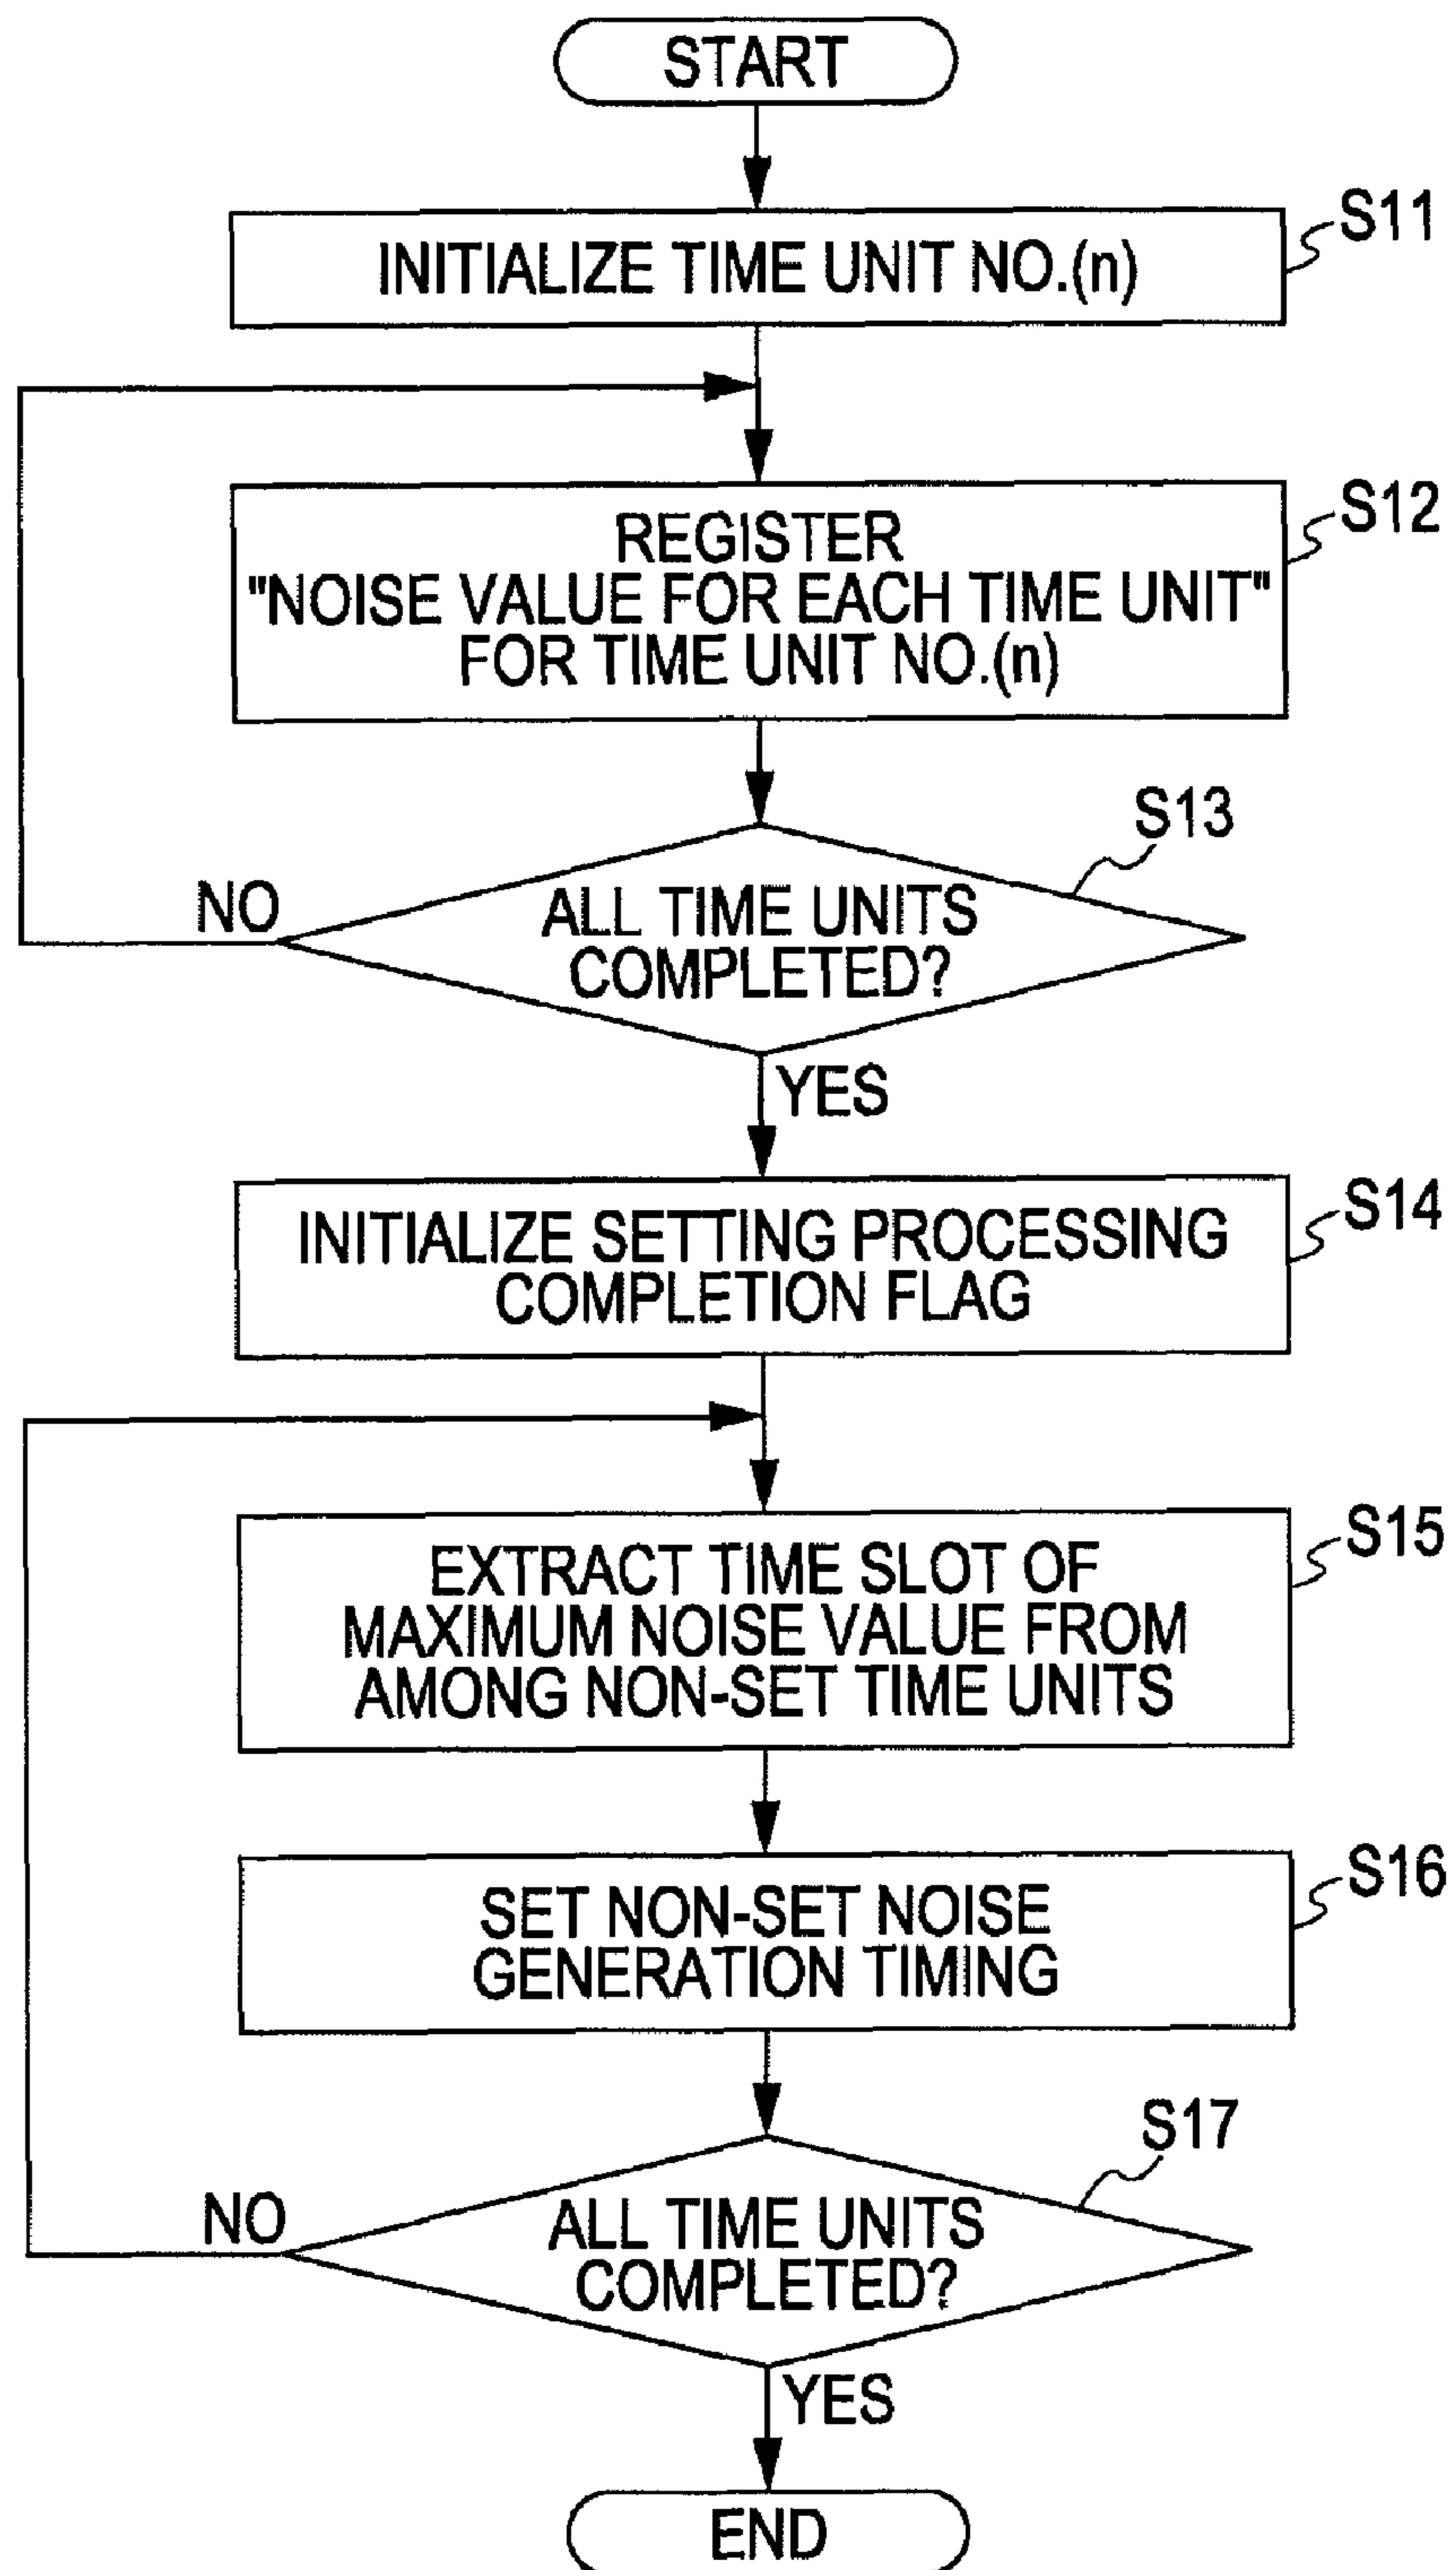 START
INITIALIZE TIME UNIT NO.(n)
S11
REGISTER
"NOISE VALUE FOR EACH TIME UNIT"
FOR TIME UNIT NO.(n)
S12
S13
ALL TIME UNITS
COMPLETED?
NO
YES
INITIALIZE SETTING PROCESSING
COMPLETION FLAG
S14
EXTRACT TIME SLOT OF
MAXIMUM NOISE VALUE FROM
AMONG NON-SET TIME UNITS
S15
SET NON-SET NOISE
GENERATION TIMING
S16
S17
ALL TIME UNITS
COMPLETED?
NO
YES
END